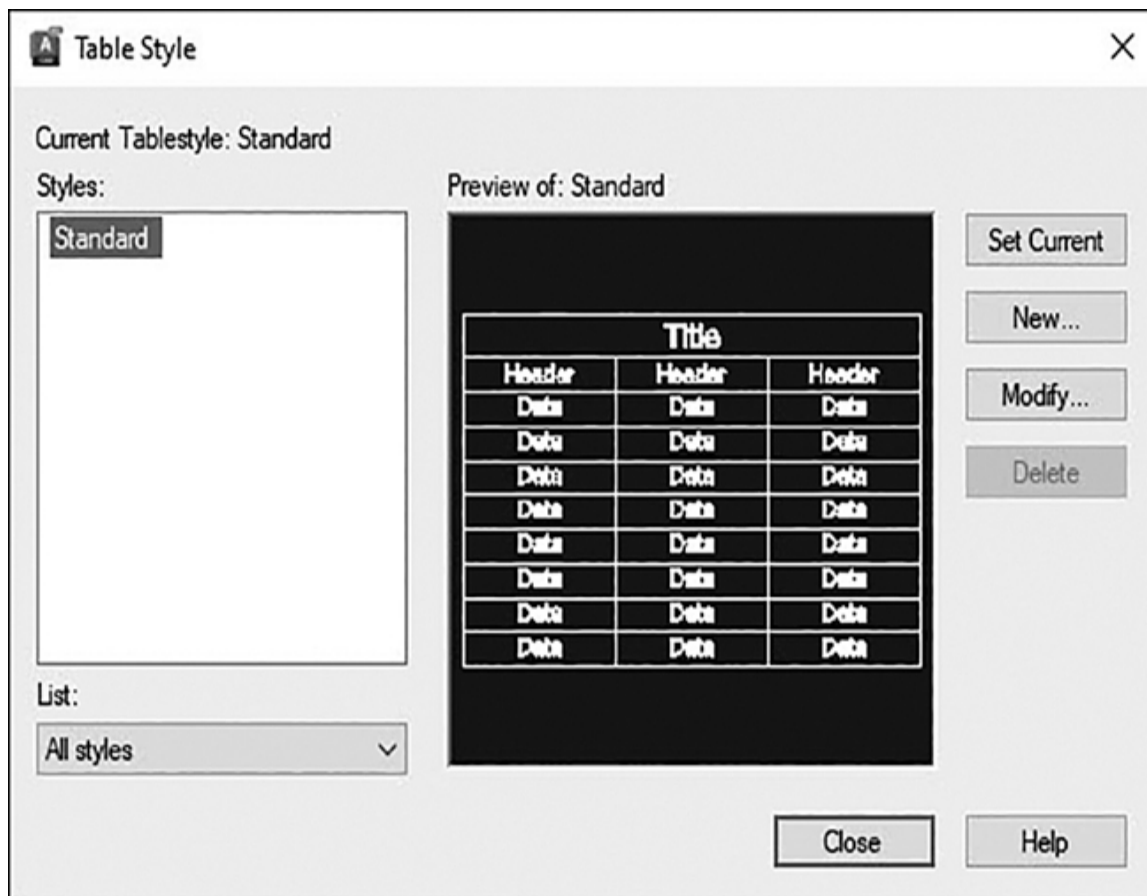 Table Style
Current Tablestyle: Standard
Styles:
Standard
List:
All styles
Preview of: Standard
Title
Header Header Header
Data Data Data
Data Data Data
Data Data Data
Data Data Data
Data Data Data
Data Data Data
Data Data Data
Data Data Data
Set Current
New...
Modify...
Delete
Close
Help